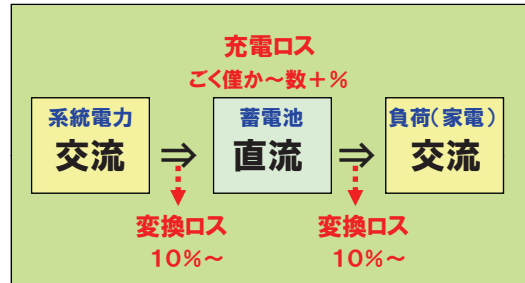 充電ロス
ごく僅か～数＋％
系統電力
交流
⇒
蓄電池
直流
⇒
負荷（家電）
交流
変換ロス
10％～
変換ロス
10％～